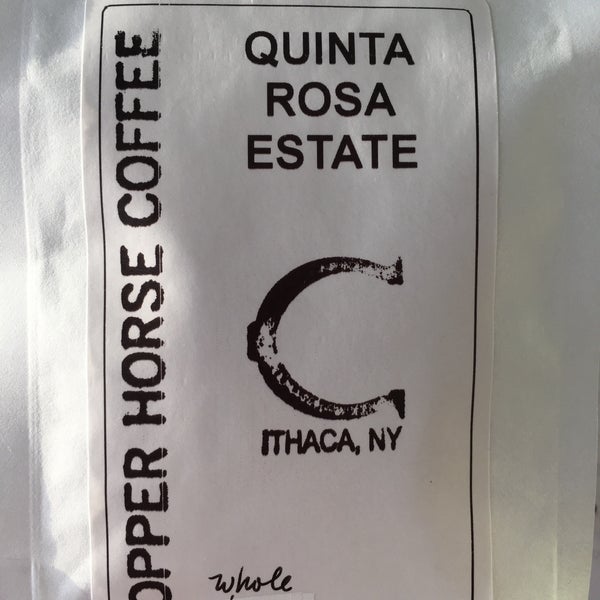 OPPER HORSE COFFEE
QUINTA
ROSA
ESTATE
ITHACA, NY
whole